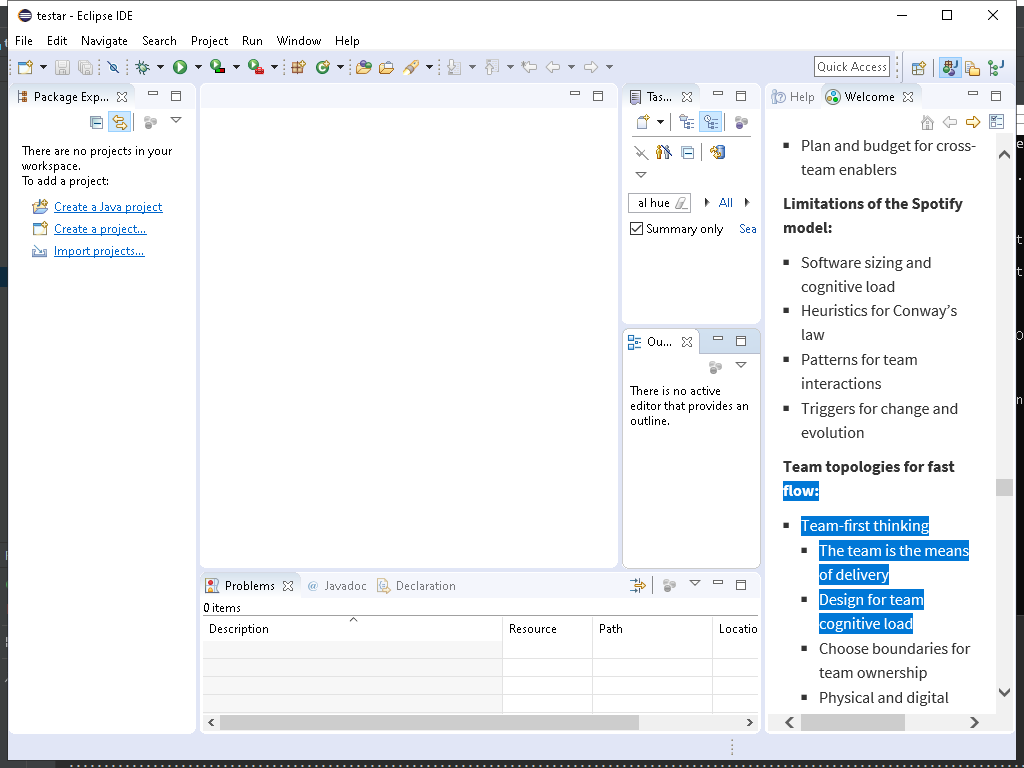 testar - Eclipse IDE
File Edit Navigate Search Project Run Window Help
Quick Access
Package Exp...
There are no projects in your
workspace.
To add a project:
Create a Java project
Create a project...
Import projects...
Tas...
al hue All
Summary only Sea
Ou...
There is no active
editor that provides an
outline.
Problems @ Javadoc Declaration
0 items
Description Resource Path Locatio
Help Welcome
Plan and budget for cross-
team enablers
Limitations of the Spotify
model:
Software sizing and
cognitive load
Heuristics for Conway's
law
Patterns for team
interactions
Triggers for change and
evolution
Team topologies for fast
flow:
Team-first thinking
The team is the means
of delivery
Design for team
cognitive load
Choose boundaries for
team ownership
Physical and digital